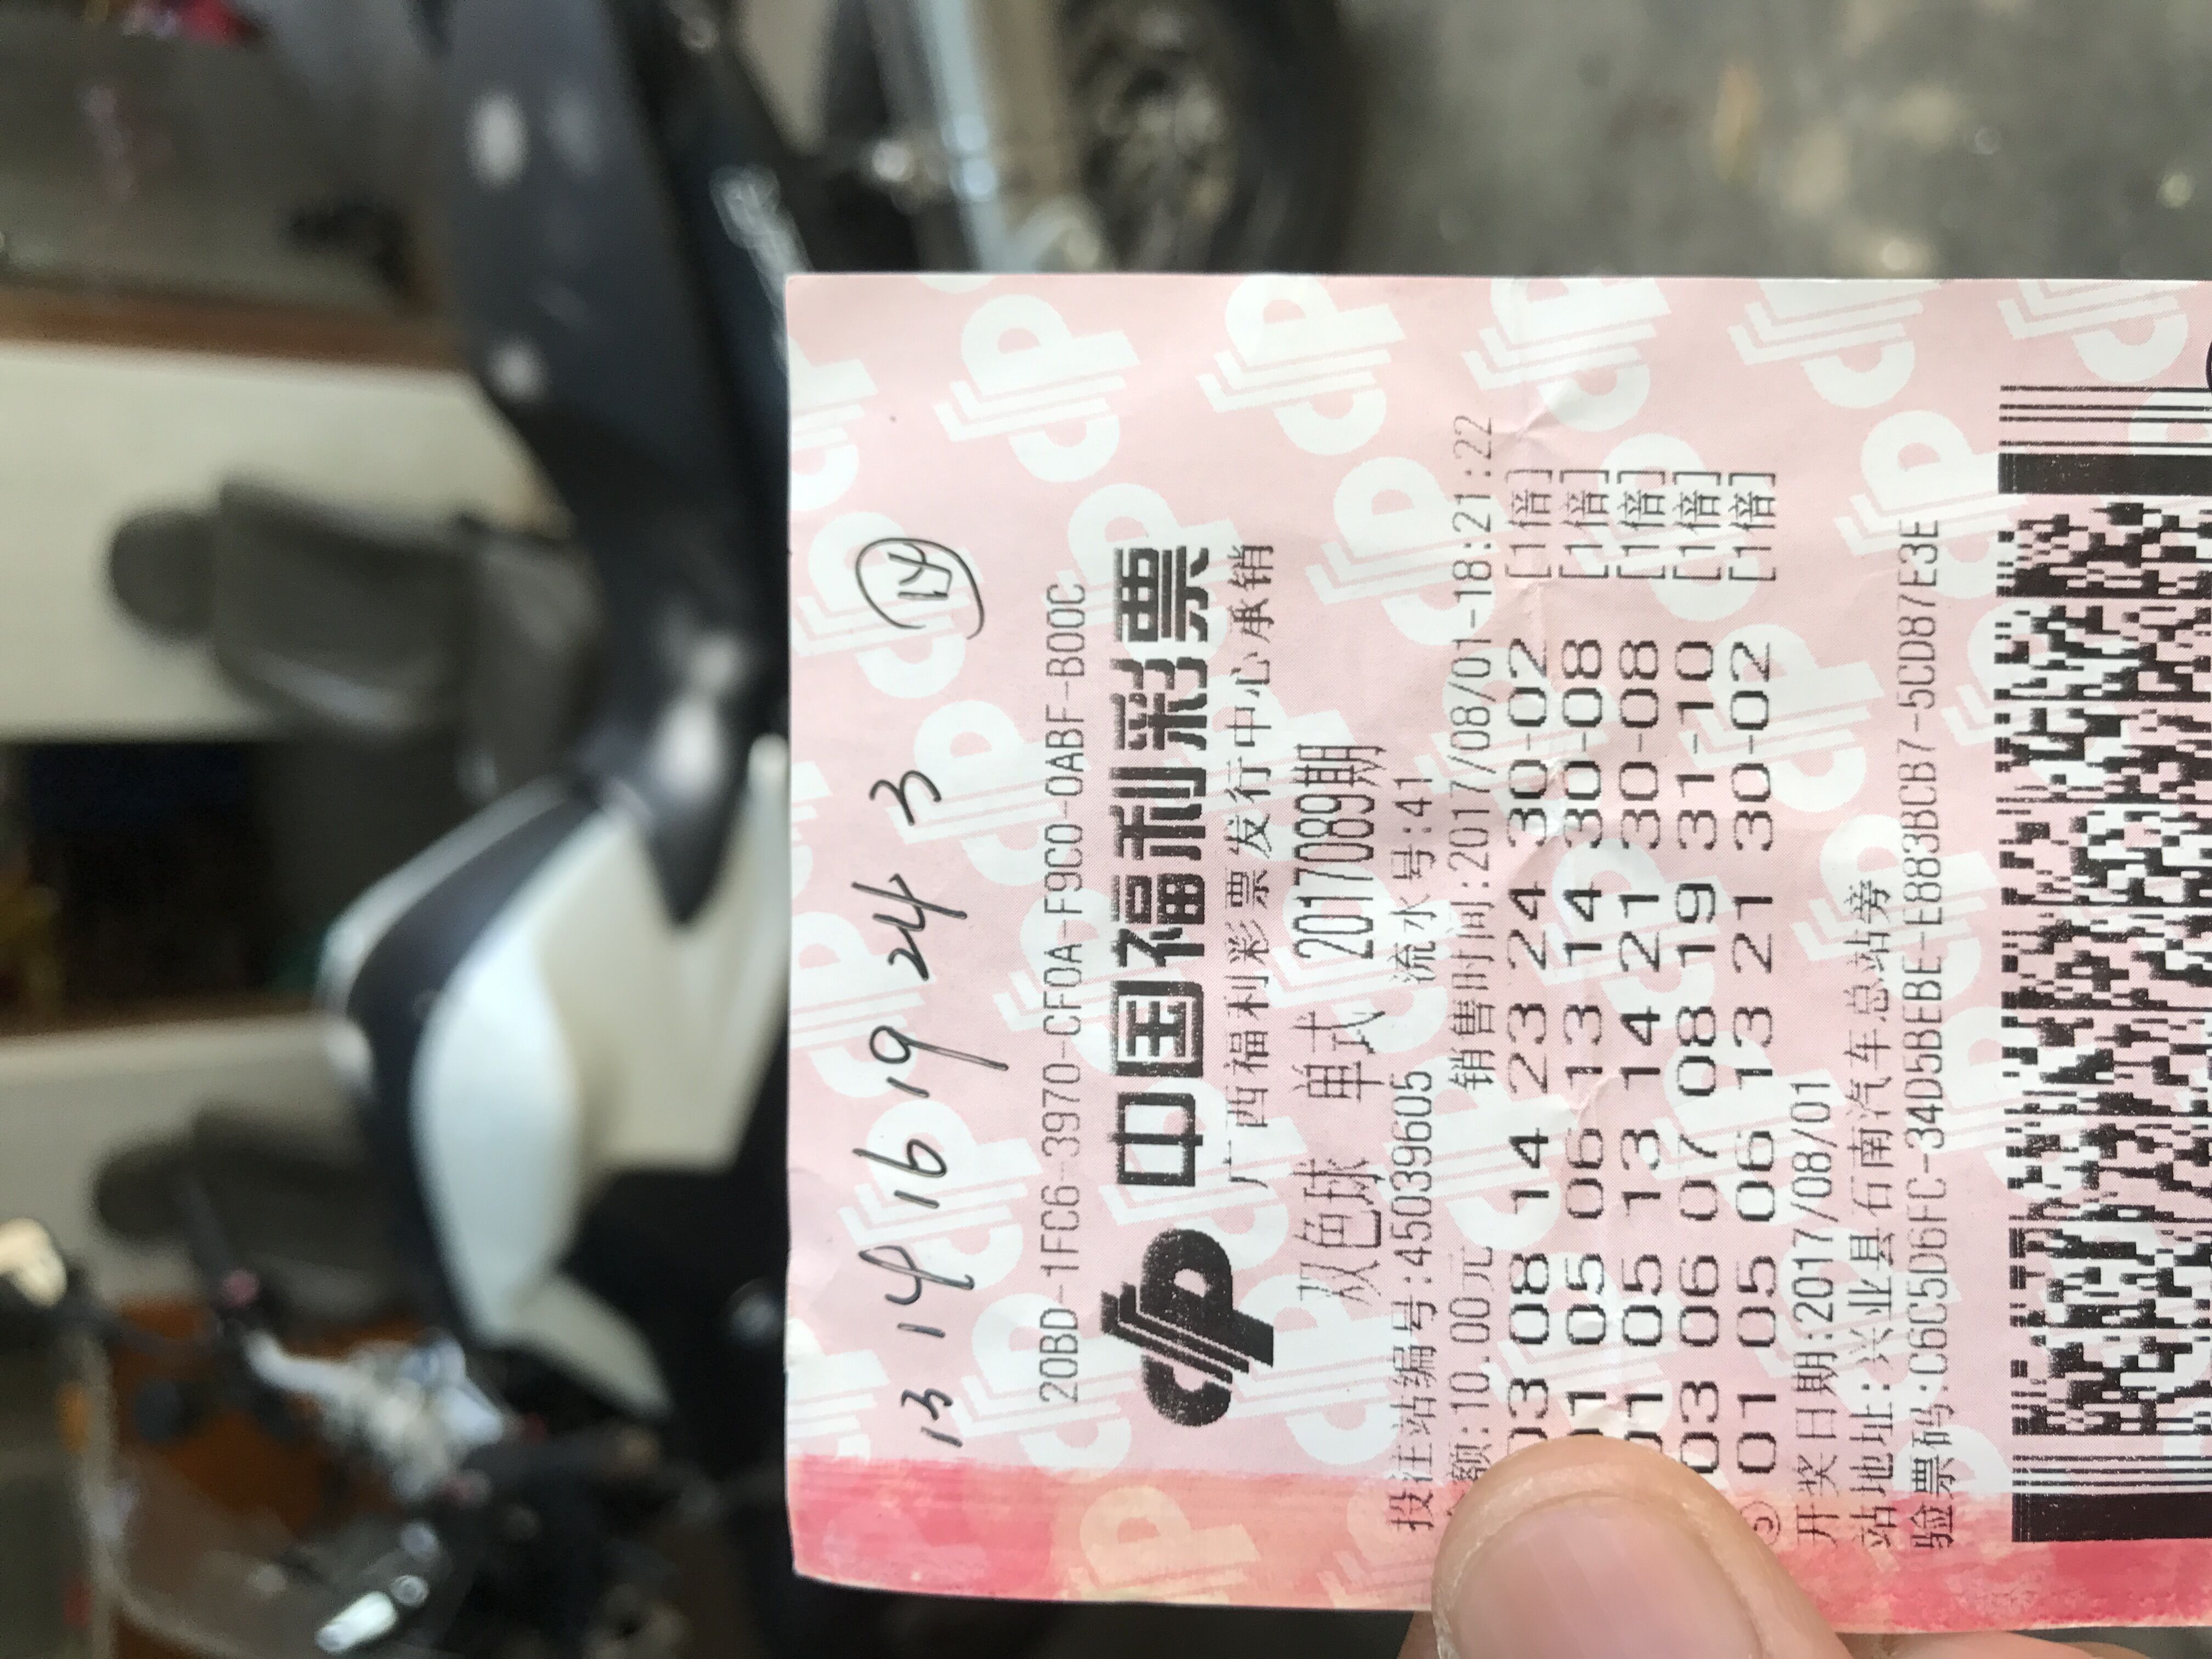 13 14 16 19 24 3 14
20BD-1FC6-3970-CF0A-F9C0-0ABF-B00C
中国福利彩票
广西福利彩票发行中心承销
双色球 单式 2017089期
投注站编号:45039605 流水号:41
额:10.00元 销售时间:2017/08/01-18:21:22
03 08 14 23 24 30-02 [1倍]
01 05 06 13 14 30-08 [1倍]
01 05 13 14 21 30-08 [1倍]
03 06 07 08 19 31-10 [1倍]
⑤ 01 05 06 13 21 30-02 [1倍]
开奖日期:2017/08/01
站地址:兴业县石南汽车总站旁
验票码:C6C5D6FC-34D5BEBE-E883BCB7-5CD87E3E